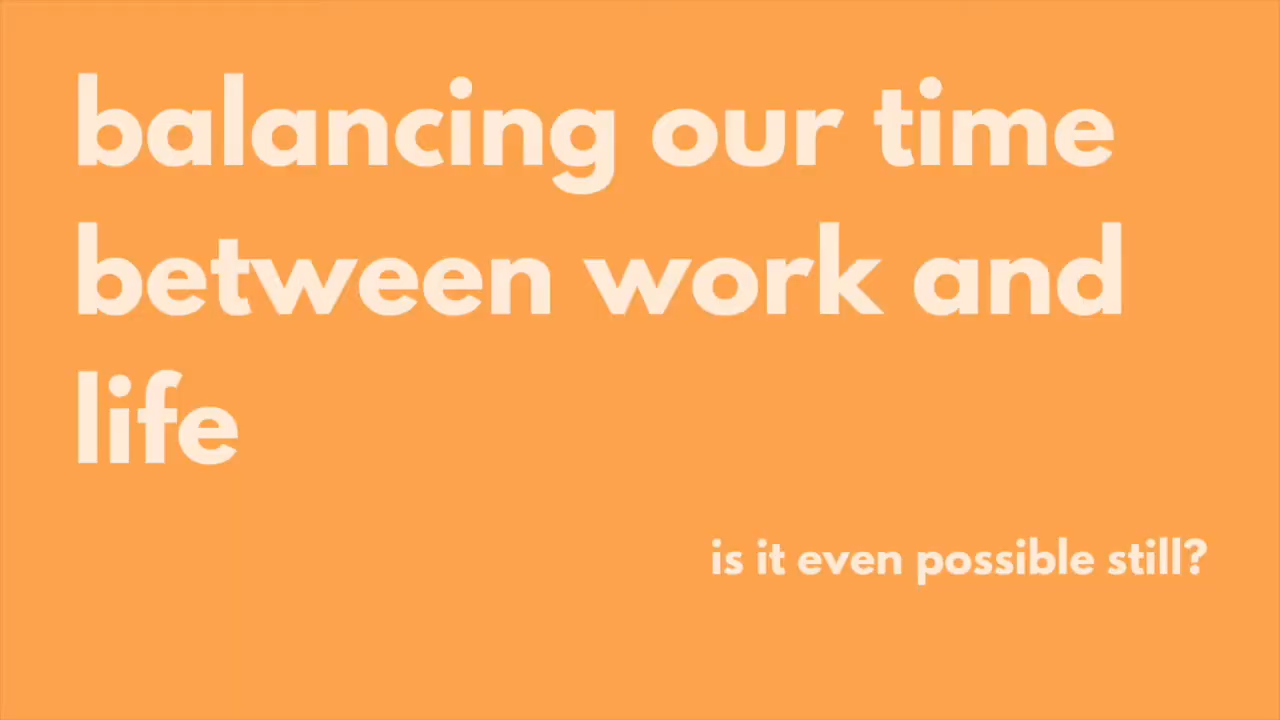 balancing our time
between work and
life
is it even possible still?